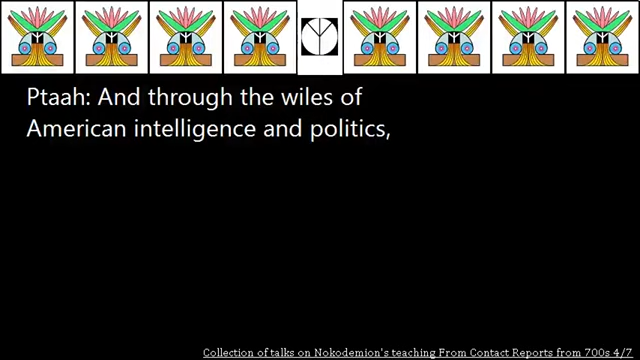 Ptaah: And through the wiles of
American intelligence and politics,
Collection of talks on Nokodemion's teaching From Contact Reports from 700s 4/7